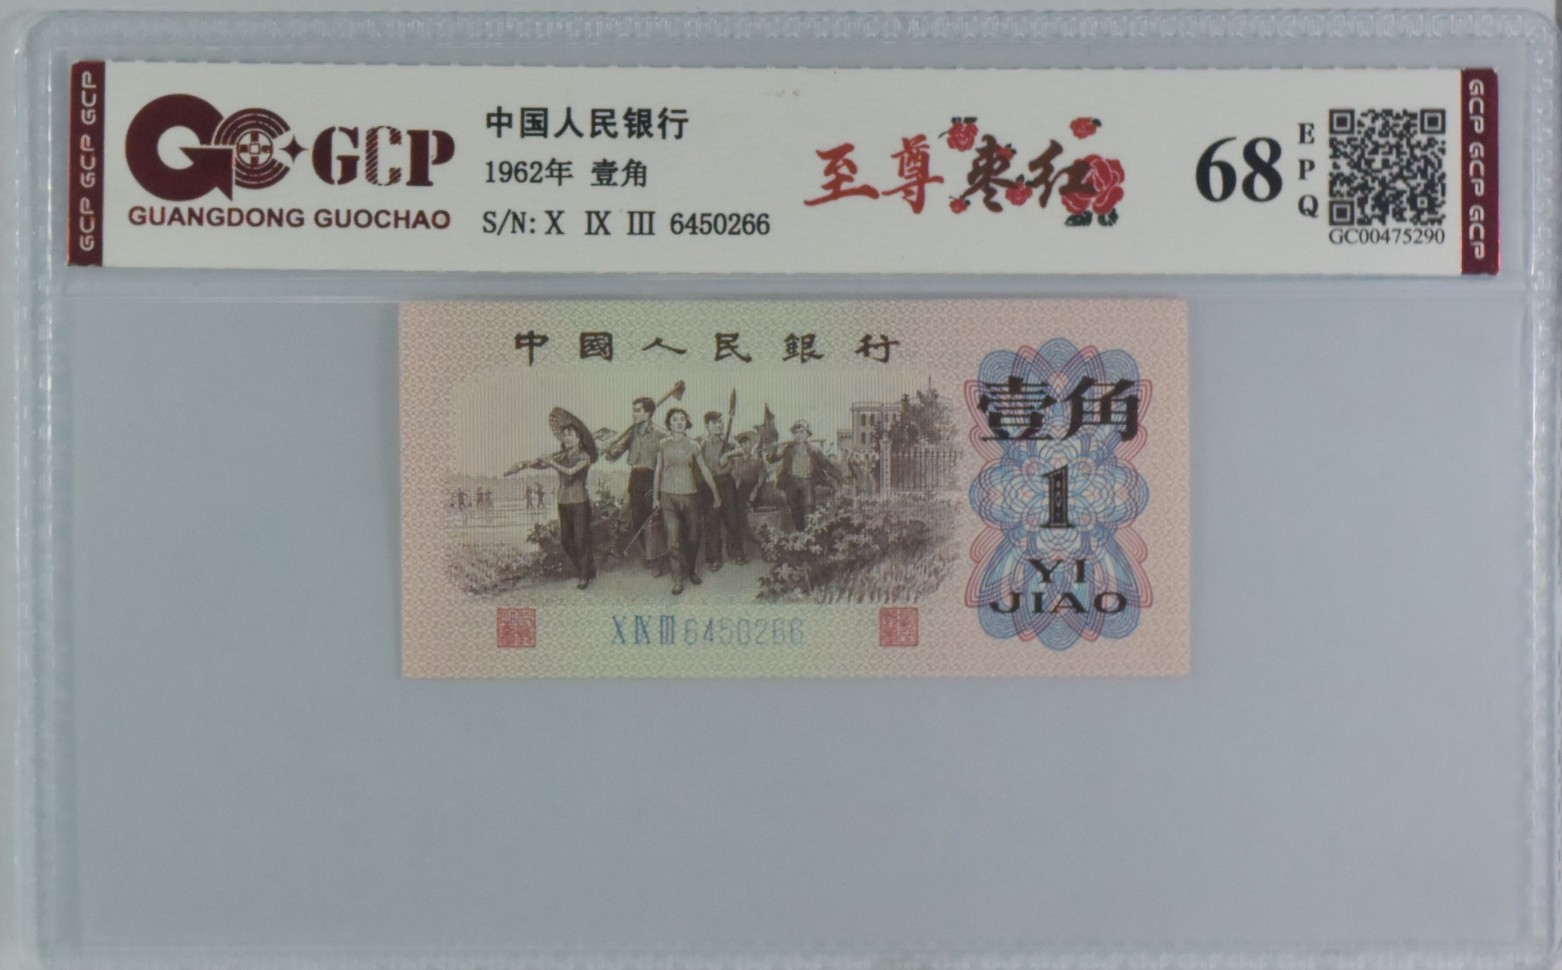 GCP GCP GCP
GCP
GUANGDONG GUOCHAO
中国人民银行
1962年 壹角
S/N: X IX III 6450266
至尊枣红
68
EPQ
GC00475290
GCP GCP GCP
中國人民銀行
壹角
1
YI
JIAO
X IX III 6450266